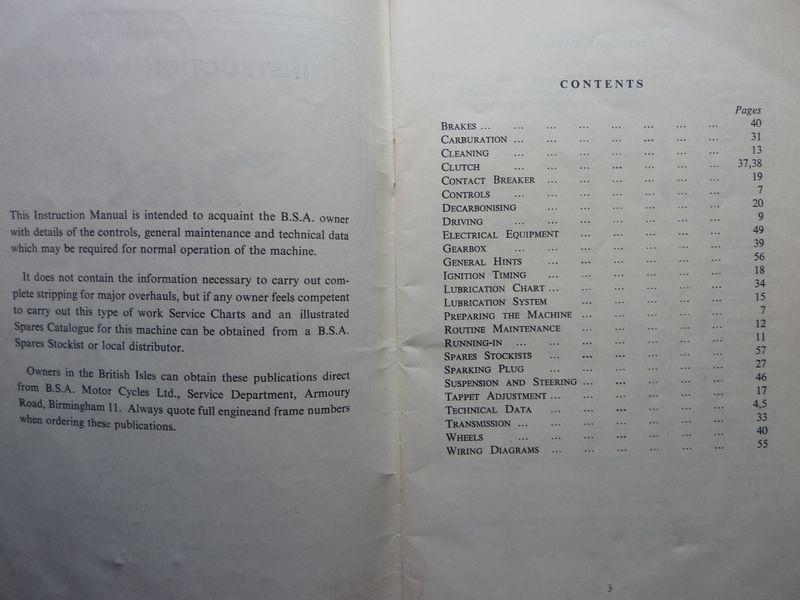 This Instruction Manual is intended to acquaint the B.S.A. owner
with details of the controls, general maintenance and technical data
which may be required for normal operation of the machine.
It does not contain the information necessary to carry out com-
plete stripping for major overhauls, but if any owner feels competent
to carry out this type of work Service Charts and an illustrated
Spares Catalogue for this machine can be obtained from a B.S.A.
Spares Stockist or local distributor.
Owners in the British Isles can obtain these publications direct
from B.S.A. Motor Cycles Ltd., Service Department, Armoury
Road, Birmingham 11. Always quote full engineand frame numbers
when ordering these publications.
CONTENTS
Pages
BRAKES ... ... ... ... ... ... ... ... 40
CARBURATION ... ... ... ... ... ... ... 31
CLEANING ... ... ... ... ... ... ... 13
CLUTCH ... ... ... ... ... ... ... 37,38
CONTACT BREAKER ... ... ... ... ... ... 19
CONTROLS ... ... ... ... ... ... ... 7
DECARBONISING ... ... ... ... ... ... 20
DRIVING ... ... ... ... ... ... ... 9
ELECTRICAL EQUIPMENT ... ... ... ... ... 49
GEARBOX ... ... ... ... ... ... ... 39
GENERAL HINTS ... ... ... ... ... ... 56
IGNITION TIMING ... ... ... ... ... ... 18
LUBRICATION CHART ... ... ... ... ... ... 34
LUBRICATION SYSTEM ... ... ... ... ... 15
PREPARING THE MACHINE ... ... ... ... ... 7
ROUTINE MAINTENANCE ... ... ... ... ... 12
RUNNING-IN ... ... ... ... ... ... ... 11
SPARES STOCKISTS ... ... ... ... ... ... 57
SPARKING PLUG ... ... ... ... ... ... 27
SUSPENSION AND STEERING ... ... ... ... ... 46
TAPPET ADJUSTMENT ... ... ... ... ... ... 17
TECHNICAL DATA ... ... ... ... ... ... 4,5
TRANSMISSION ... ... ... ... ... ... ... 33
WHEELS ... ... ... ... ... ... ... 40
WIRING DIAGRAMS ... ... ... ... ... ... 55
3